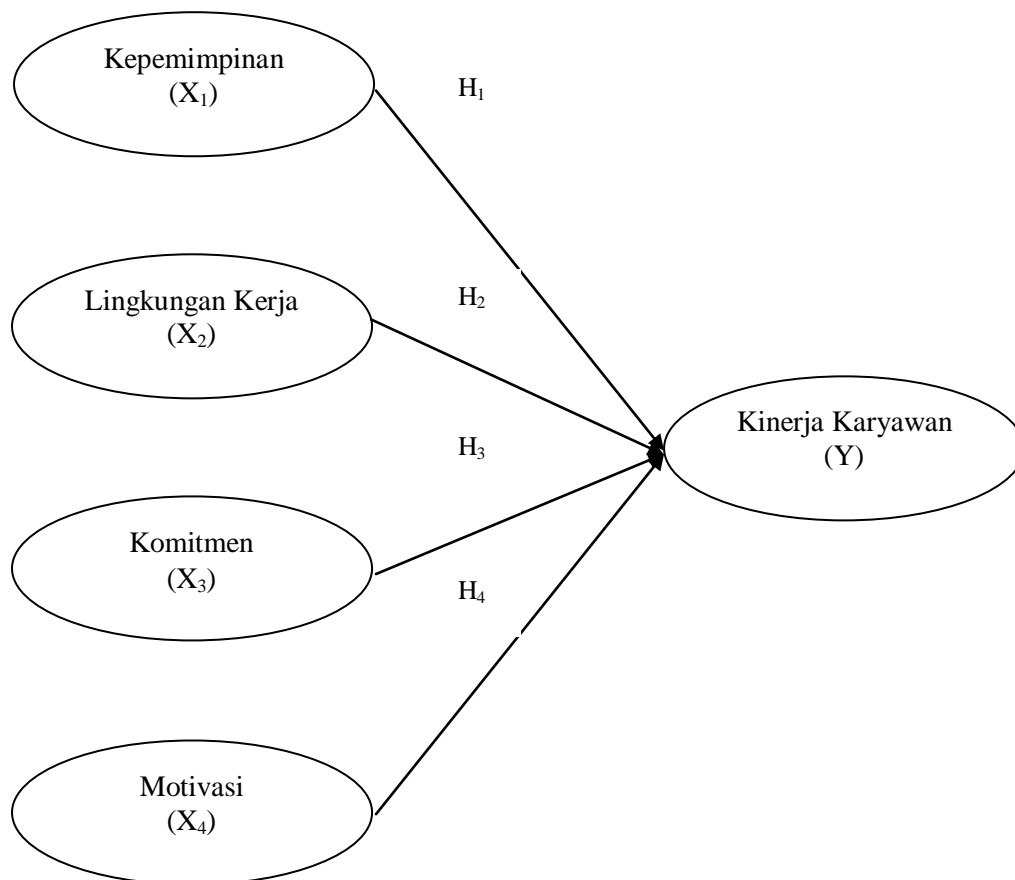 Kepemimpinan
(X₁)
H₁
Lingkungan Kerja
(X₂)
H₂
Kinerja Karyawan
(Y)
H₃
Komitmen
(X₃)
H₄
Motivasi
(X₄)